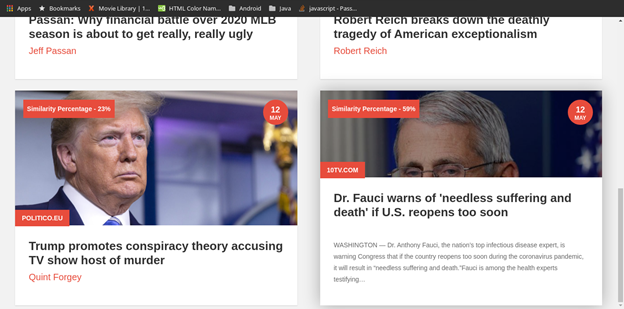 Apps
Bookmarks
Movie Library | 1...
HTML Color Nam...
Android
Java
javascript - Pass...
Passan: Why financial battle over 2020 MLB
season is about to get really, really ugly
Jeff Passan
Robert Reich breaks down the deathly
tragedy of American exceptionalism
Robert Reich
Similarity Percentage - 23%
12
MAY
POLITICO.EU
Trump promotes conspiracy theory accusing
TV show host of murder
Quint Forgey
Similarity Percentage - 59%
12
MAY
10TV.COM
Dr. Fauci warns of 'needless suffering and
death' if U.S. reopens too soon
WASHINGTON — Dr. Anthony Fauci, the nation's top infectious disease expert, is
warning Congress that if the country reopens too soon during the coronavirus pandemic,
it will result in "needless suffering and death."Fauci is among the health experts
testifying…